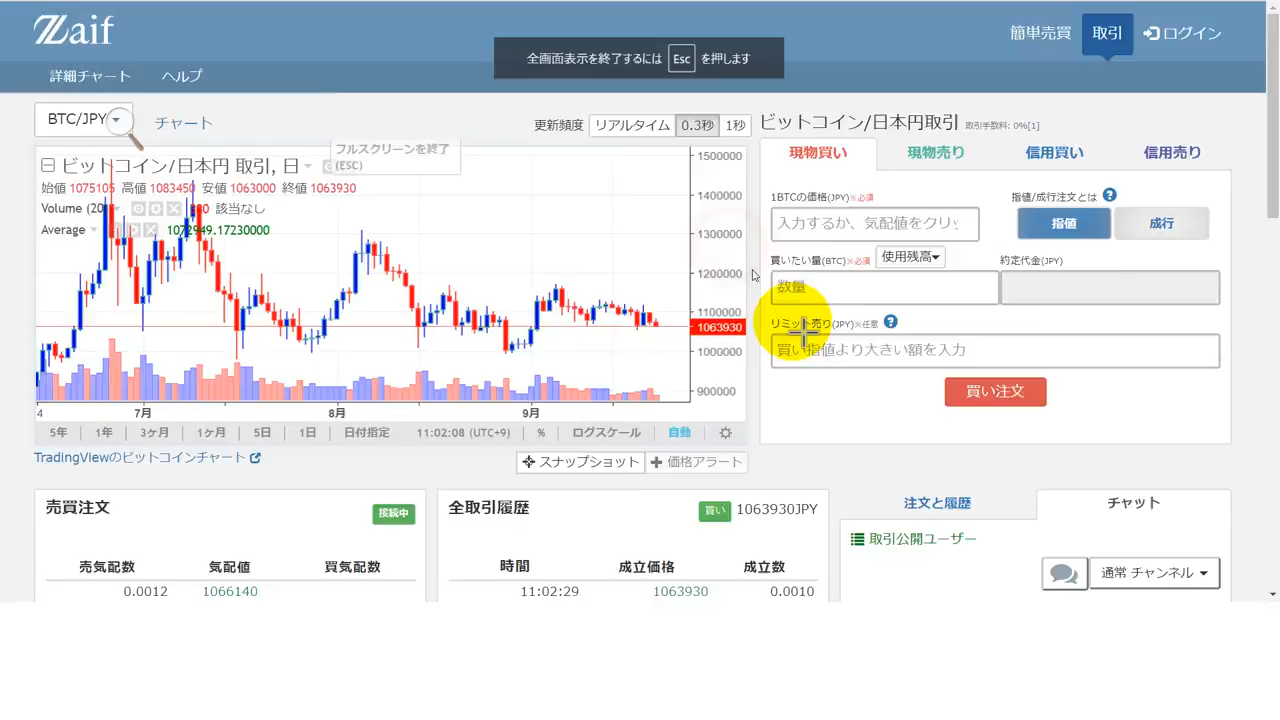 Zaif
簡単売買
取引
ログイン
全画面表示を終了するには Esc を押します
詳細チャート
ヘルプ
BTC/JPY
チャート
更新頻度
リアルタイム
0.3秒
1秒
フルスクリーンを終了
(ESC)
ビットコイン/日本円 取引, 日
始値 1075105 高値 1083450 安値 1063000 終値 1063930
Volume (20
該当なし
Average
1072949.17230000
1500000
1400000
1300000
1200000
1100000
1063930
1000000
900000
4
7月
8月
9月
5年
1年
3ヶ月
1ヶ月
5日
1日
日付指定
11:02:08 (UTC+9)
%
ログスケール
自動
TradingViewのビットコインチャート
スナップショット
価格アラート
ビットコイン/日本円取引 取引手数料: 0%[1]
現物買い
現物売り
信用買い
信用売り
1BTCの価格(JPY)※必須
指値/成行注文とは
入力するか、気配値をクリッ
指値
成行
買いたい量(BTC)※必須
使用残高
約定代金(JPY)
数量
リミット売り(JPY)※任意
買い指値より大きい額を入力
買い注文
売買注文
接続中
売気配数
気配値
買気配数
0.0012
1066140
全取引履歴
買い
1063930JPY
時間
成立価格
成立数
11:02:29
1063930
0.0010
注文と履歴
チャット
取引公開ユーザー
通常 チャンネル